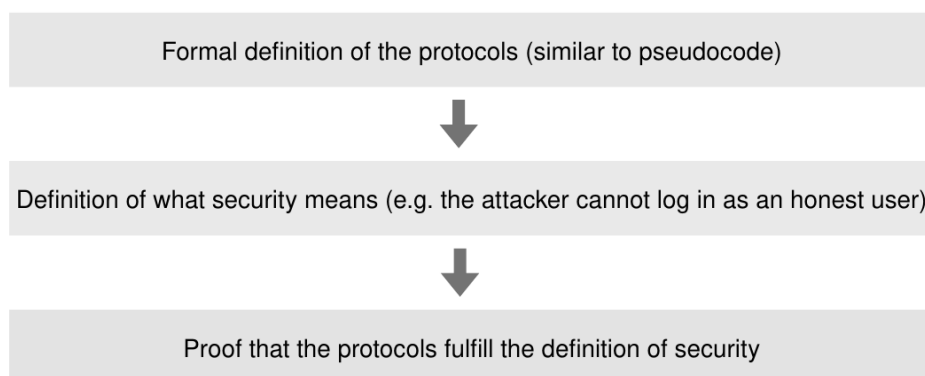 Formal definition of the protocols (similar to pseudocode)
Definition of what security means (e.g. the attacker cannot log in as an honest user)
Proof that the protocols fulfill the definition of security